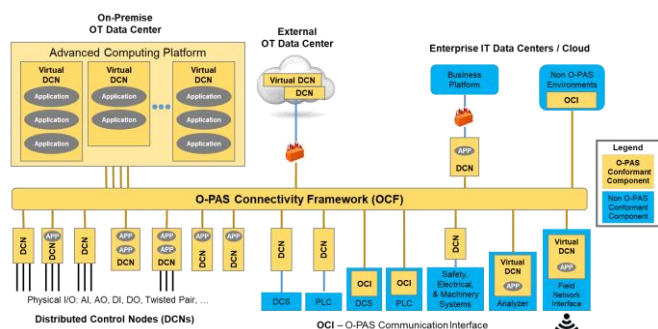 On-Premise
OT Data Center
External
OT Data Center
Enterprise IT Data Centers / Cloud
Advanced Computing Platform
Virtual
DCN
Application
Application
Application
Virtual
DCN
Application
Application
Virtual
DCN
Application
Application
Application
Virtual DCN
DCN
Business
Platform
Non O-PAS
Environments
OCI
APP
DCN
Legend
O-PAS
Conformant
Component
Non O-PAS
Conformant
Component
O-PAS Connectivity Framework (OCF)
DCN
APP
DCN
DCN
APP
APP
DCN
APP
APP
DCN
APP
DCN
APP
DCN
DCN
DCS
DCN
PLC
OCI
DCS
OCI
PLC
DCN
Safety,
Electrical,
& Machinery
Systems
Virtual
DCN
APP
Analyzer
Virtual
DCN
APP
Field
Network
Interface
Physical I/O: AI, AO, DI, DO, Twisted Pair, ...
Distributed Control Nodes (DCNs)
OCI – O-PAS Communication Interface